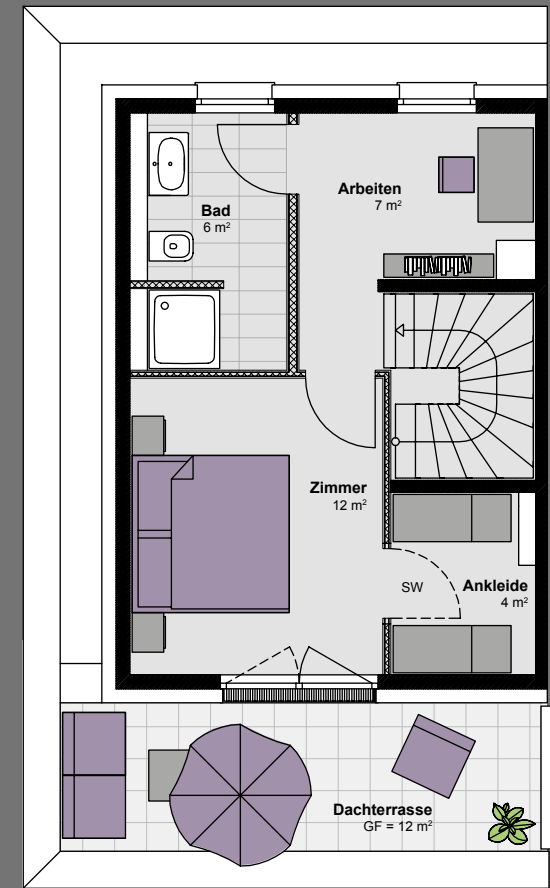 Arbeiten
7 m²
Bad
6 m²
Zimmer
12 m²
SW
Ankleide
4 m²
Dachterrasse
GF = 12 m²